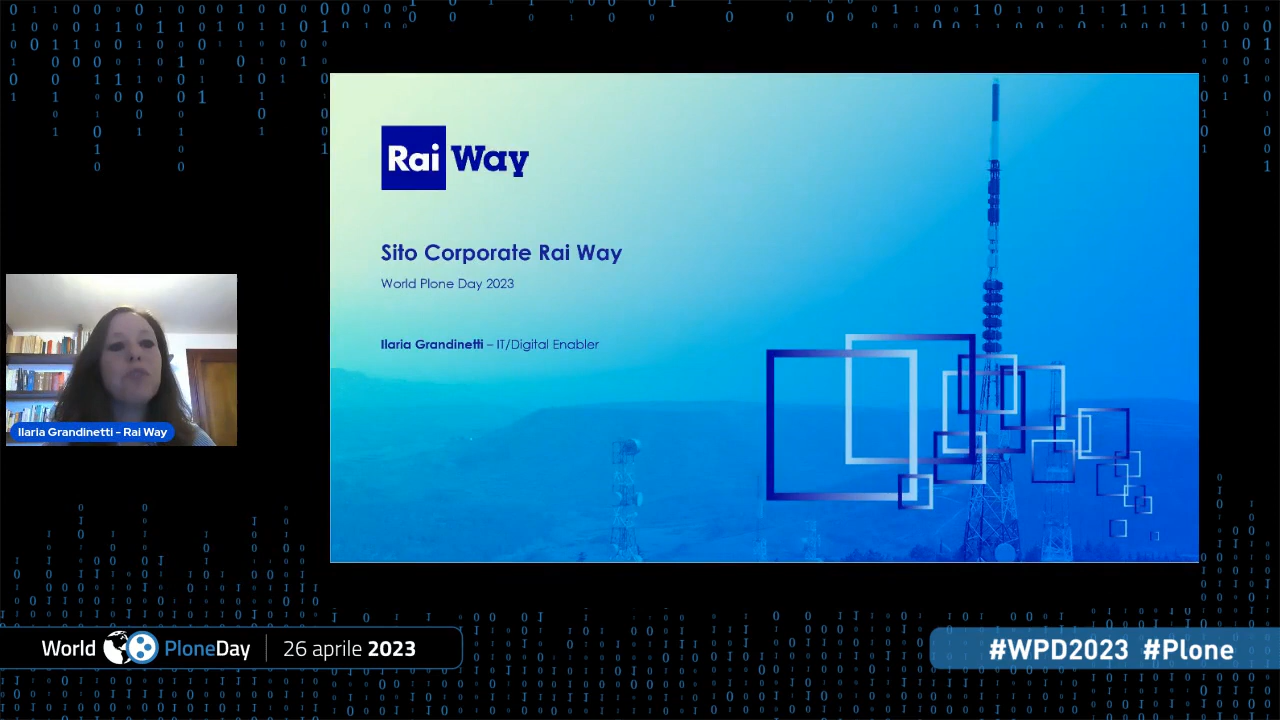 Rai Way
Sito Corporate Rai Way
World Plone Day 2023
Ilaria Grandinetti – IT/Digital Enabler
Ilaria Grandinetti - Rai Way
World PloneDay | 26 aprile 2023
#WPD2023 #Plone